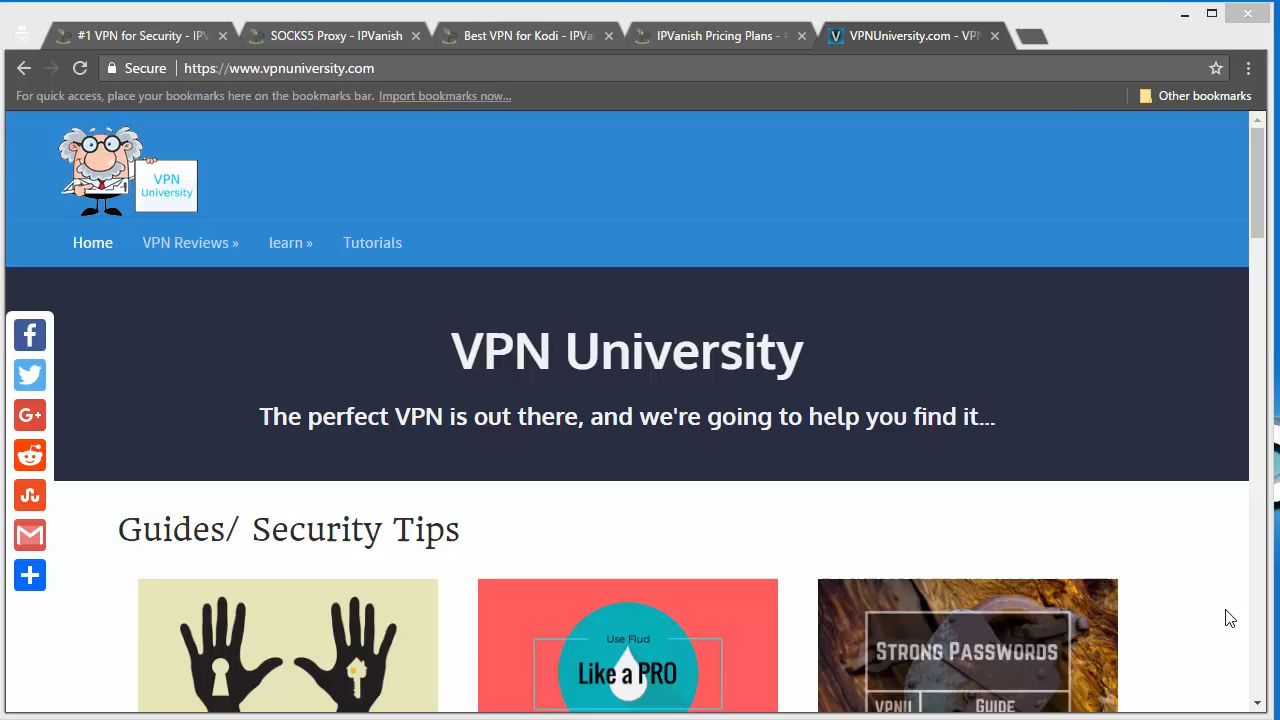 #1 VPN for Security - IPV
SOCKS5 Proxy - IPVanish
Best VPN for Kodi - IPVa
IPVanish Pricing Plans -
VPNUniversity.com - VPN
Secure
https://www.vpnuniversity.com
For quick access, place your bookmarks here on the bookmarks bar. Import bookmarks now...
Other bookmarks
VPN
University
Home
VPN Reviews »
learn »
Tutorials
VPN University
The perfect VPN is out there, and we're going to help you find it...
G+
Guides/ Security Tips
Use Flud
Like a PRO
STRONG PASSWORDS
VPNU
GUIDE